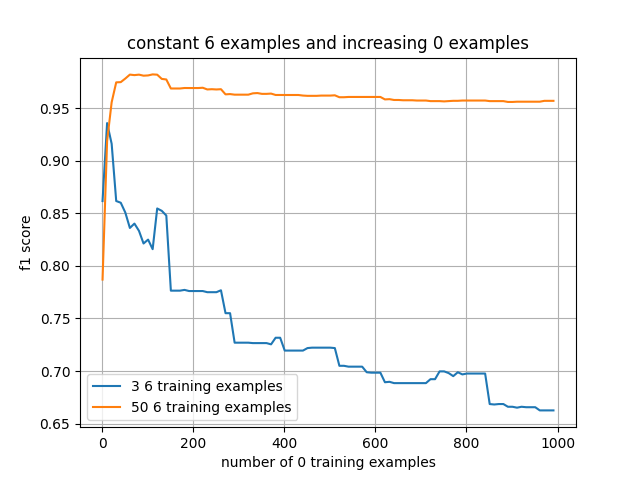 constant 6 examples and increasing 0 examples
f1 score
0.95
0.90
0.85
0.80
0.75
0.70
0.65
3 6 training examples
50 6 training examples
0 200 400 600 800 1000
number of 0 training examples